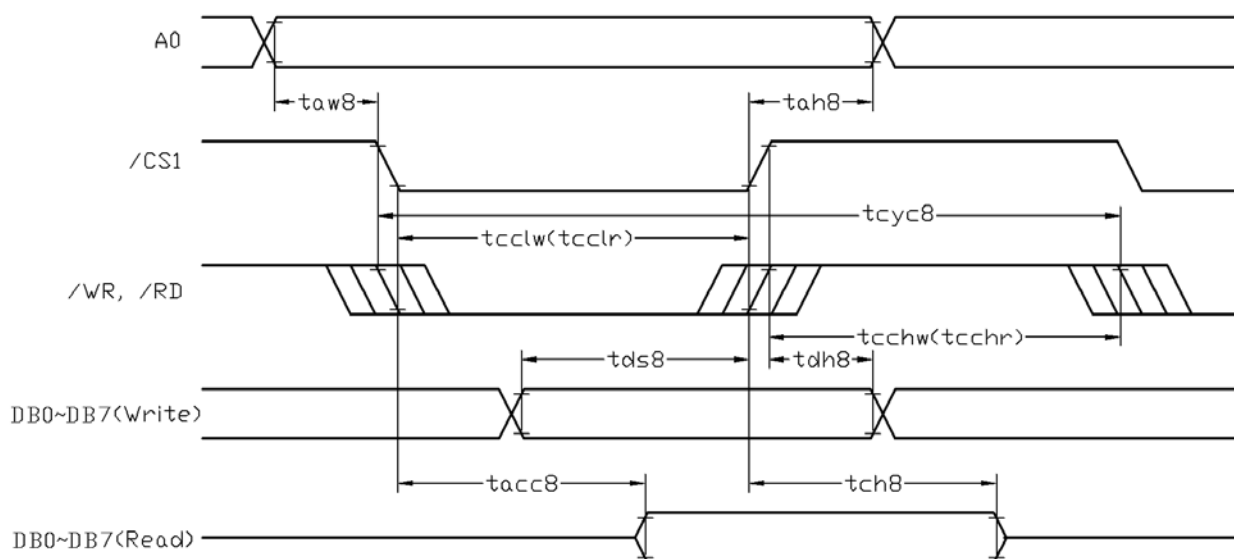 A0
taw8
tah8
/CS1
tcyc8
tcclw(tcclr)
/WR, /RD
tcchw(tcchr)
tds8
tdh8
DB0~DB7(Write)
tacc8
tch8
DB0~DB7(Read)